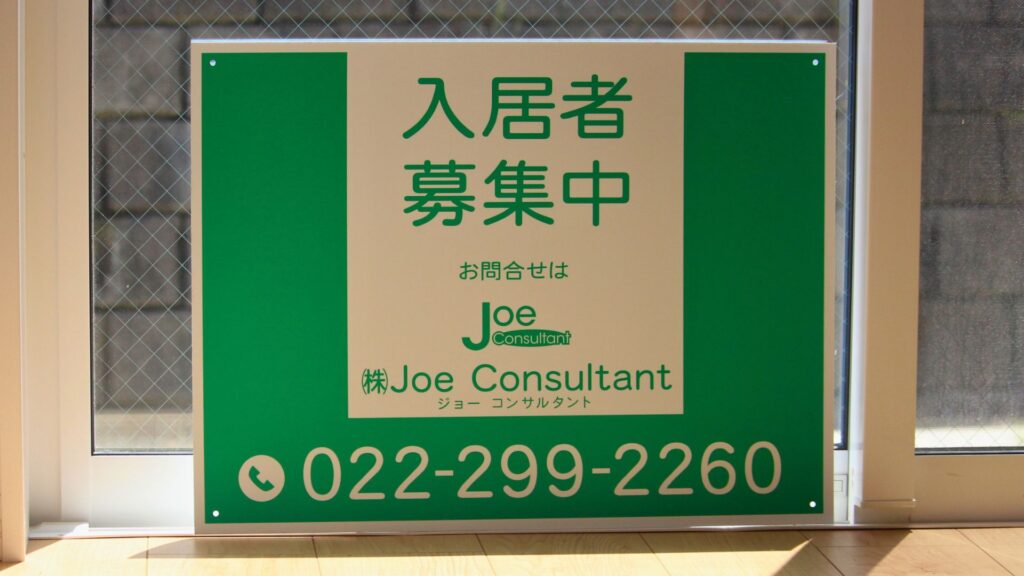 入居者
募集中
お問合せは
Joe
Consultant
㈱Joe Consultant
ジョー コンサルタント
022-299-2260